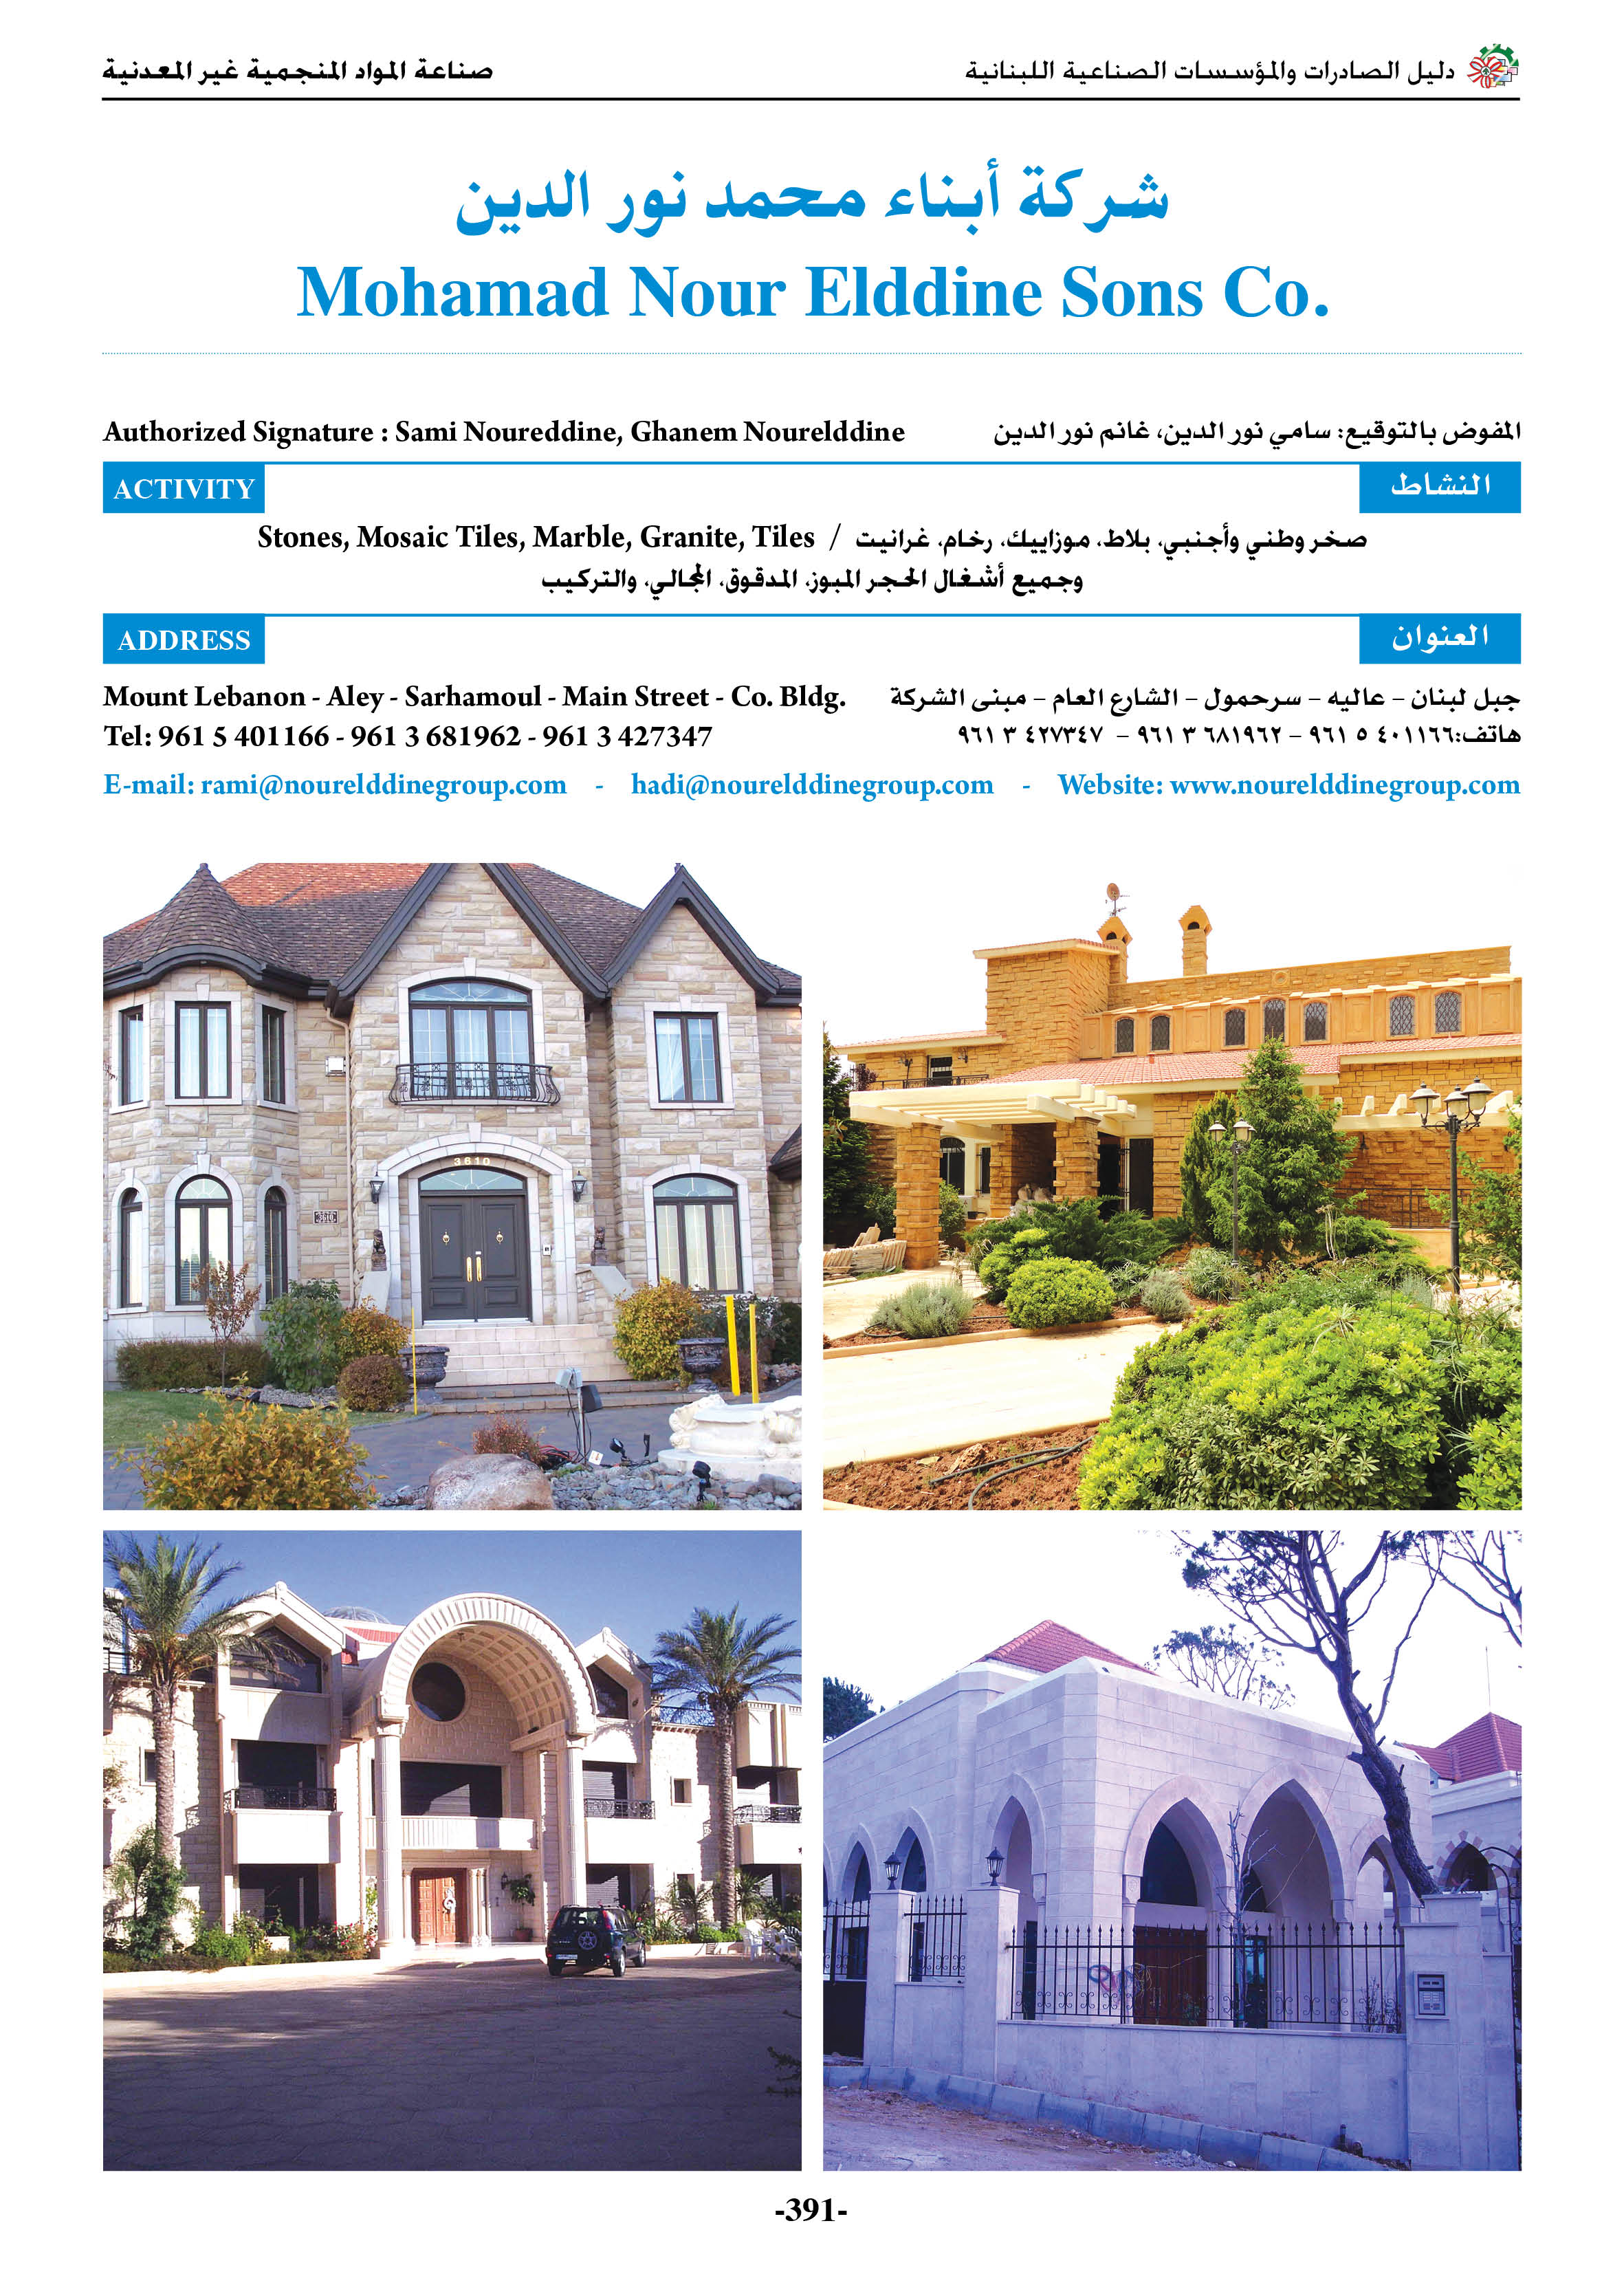 دليل الصادرات والمؤسسات الصناعية اللبنانية
صناعة المواد المنجمية غير المعدنية
شركة أبناء محمد نور الدين
Mohamad Nour Elddine Sons Co.
Authorized Signature : Sami Noureddine, Ghanem Nourelddine
المفوض بالتوقيع: سامي نور الدين، غانم نور الدين
ACTIVITY
النشاط
Stones, Mosaic Tiles, Marble, Granite, Tiles / صخر وطني وأجنبي، بلاط، موزاييك، رخام، غرانيت
وجميع أشغال الحجر المبوز، المدقوق، المجالي، والتركيب
ADDRESS
العنوان
Mount Lebanon - Aley - Sarhamoul - Main Street - Co. Bldg.
جبل لبنان – عاليه – سرحمول – الشارع العام – مبنى الشركة
Tel: 961 5 401166 - 961 3 681962 - 961 3 427347
هاتف:٤٠١١٦٦ ٥ ٩٦١ – ٦٨١٩٦٢ ٣ ٩٦١ – ٤٢٧٣٤٧ ٣ ٩٦١
E-mail: rami@nourelddinegroup.com - hadi@nourelddinegroup.com - Website: www.nourelddinegroup.com
3610
-391-